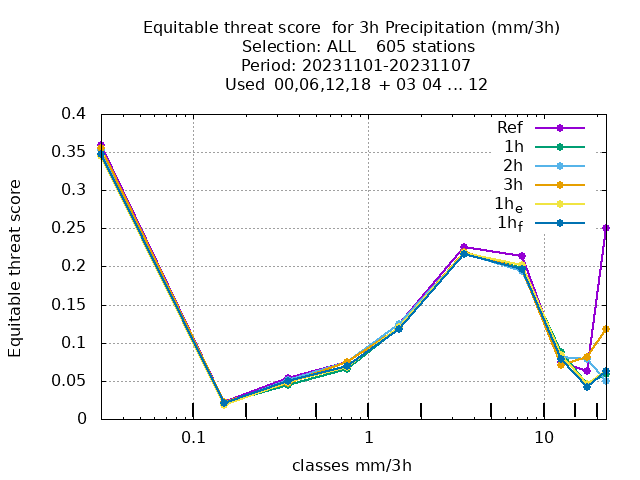 Equitable threat score  for 3h Precipitation (mm/3h)
Selection: ALL    605 stations
Period: 20231101-20231107
Used  00,06,12,18 + 03 04 ... 12
0.4
0.35
0.3
0.25
0.2
0.15
0.1
0.05
0
Equitable threat score
Ref
1h
2h
3h
1he
1hf
0.1 1 10
classes mm/3h